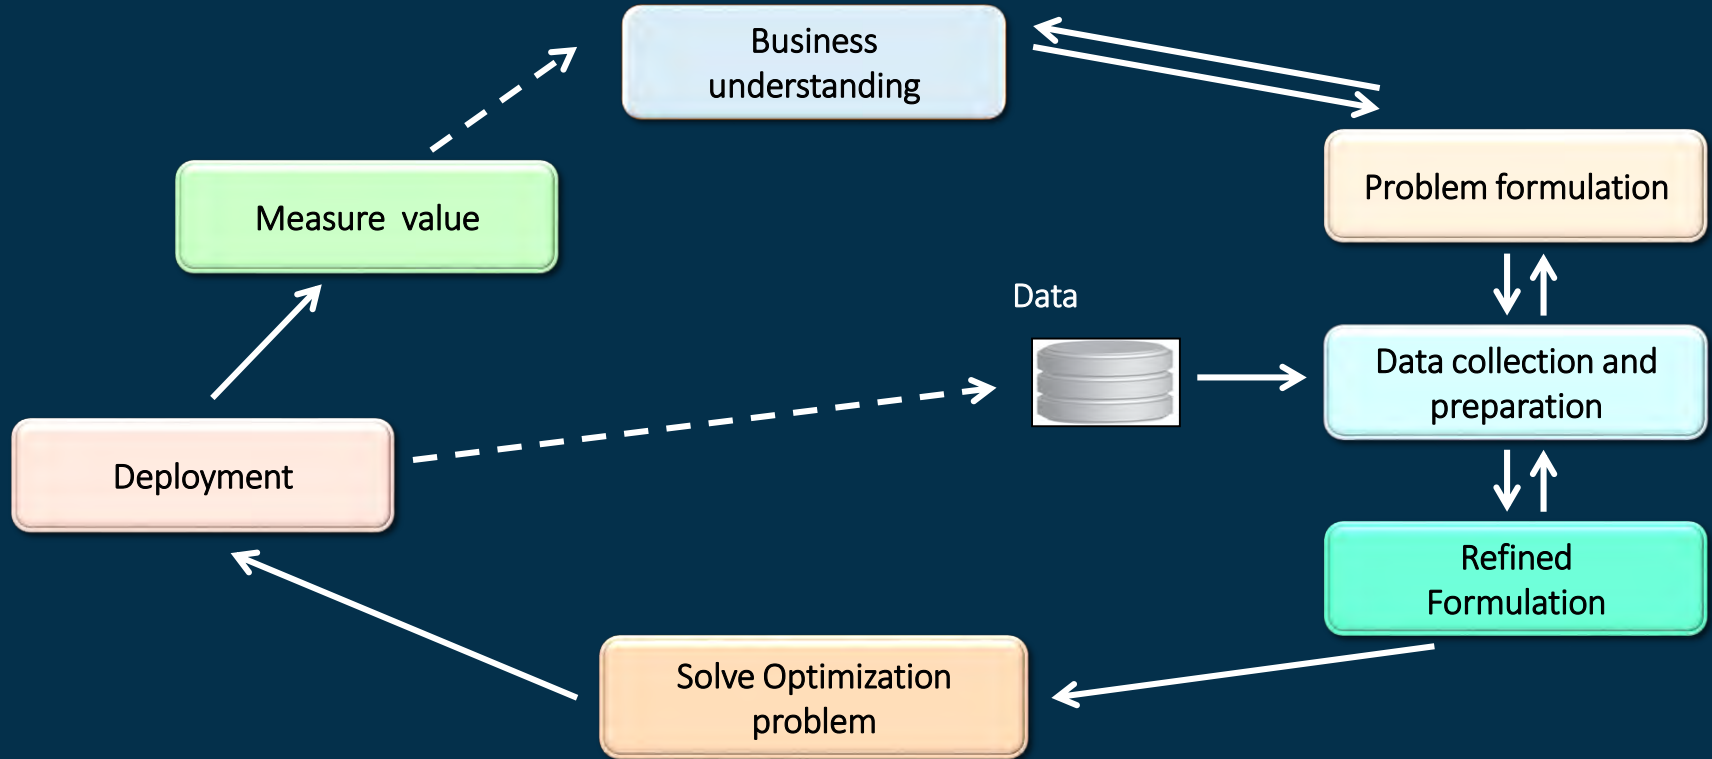 Business
understanding
Problem formulation
Measure value
Data
Data collection and
preparation
Deployment
Refined
Formulation
Solve Optimization
problem